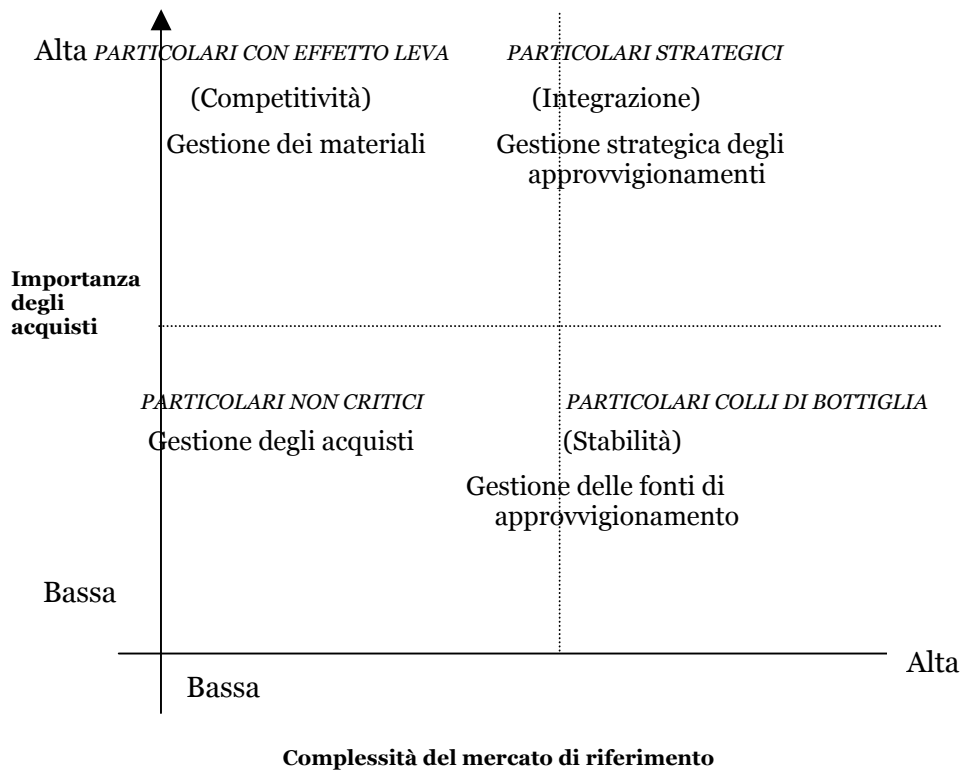 Alta PARTICOLARI CON EFFETTO LEVA
PARTICOLARI STRATEGICI
(Competitività)
(Integrazione)
Gestione dei materiali
Gestione strategica degli
approvvigionamenti
Importanza
degli
acquisti
PARTICOLARI NON CRITICI
PARTICOLARI COLLI DI BOTTIGLIA
Gestione degli acquisti
(Stabilità)
Gestione delle fonti di
approvvigionamento
Bassa
Alta
Bassa
Complessità del mercato di riferimento